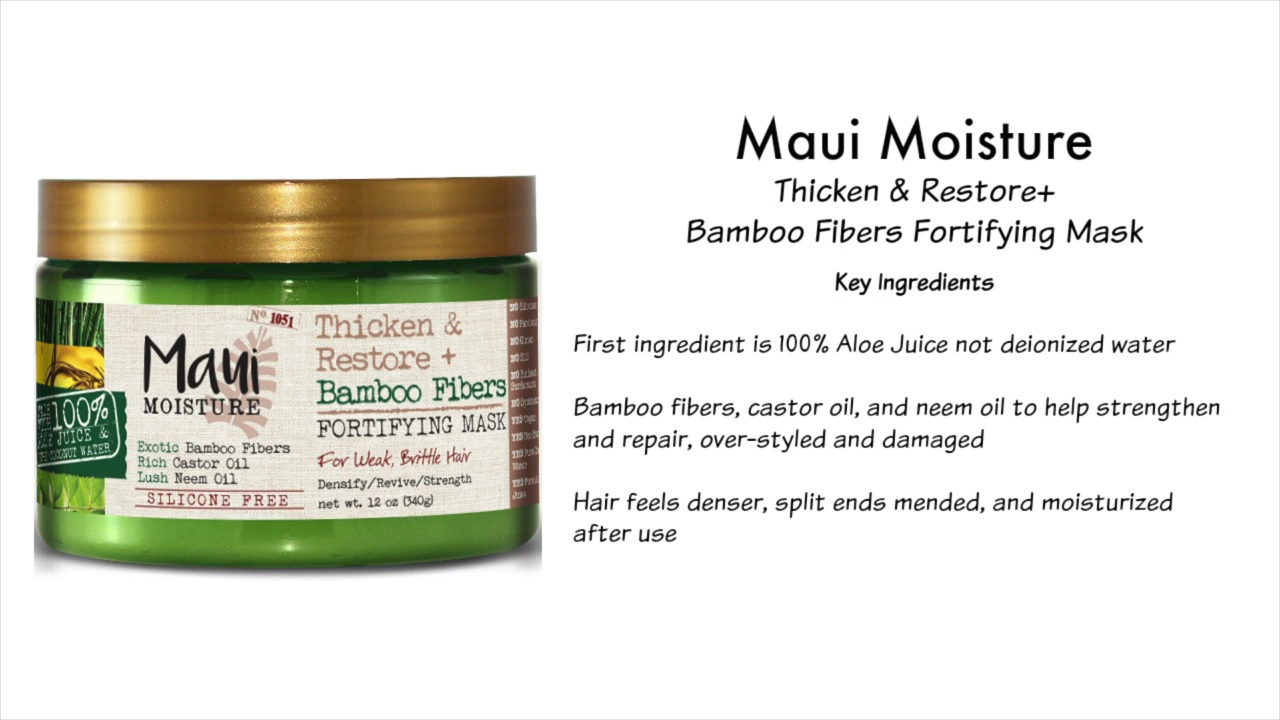 Maui Moisture
Thicken & Restore+
Bamboo Fibers Fortifying Mask
Key Ingredients
First ingredient is 100% Aloe Juice not deionized water
Bamboo fibers, castor oil, and neem oil to help strengthen
and repair, over-styled and damaged
Hair feels denser, split ends mended, and moisturized
after use
Nº 1051
Maui
MOISTURE
Exotic Bamboo Fibers
Rich Castor Oil
Lush Neem Oil
SILICONE FREE
Thicken &
Restore +
Bamboo Fibers
FORTIFYING MASK
For Weak, Brittle Hair
Densify/Revive/Strength
net wt. 12 oz (340g)
100%
JUICE &
COCONUT WATER